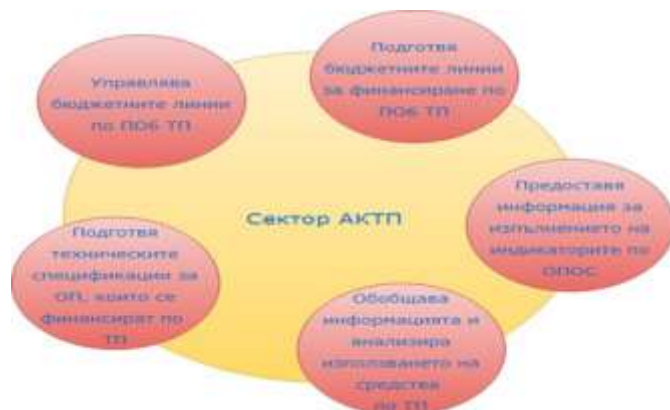 Управлява
бюджетните линии
по ПО6 ТП
Подготвя
бюджетните линии
за финансиране по
ПО6 ТП
Предоставя
информация за
изпълнението на
индикаторите по
ОПОС
Сектор АКТП
Подготвя
техническите
спецификации за
ОП, които се
финансират по
ТП
Обобщава
информацията и
анализира
използването на
средства
по ТП